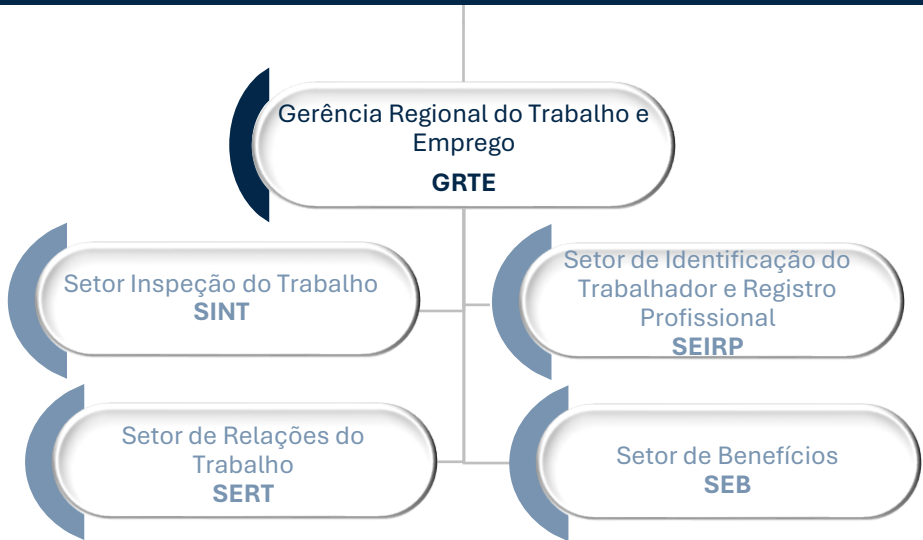 Gerência Regional do Trabalho e
Emprego
GRTE
Setor Inspeção do Trabalho
SINT
Setor de Identificação do
Trabalhador e Registro
Profissional
SEIRP
Setor de Relações do
Trabalho
SERT
Setor de Benefícios
SEB